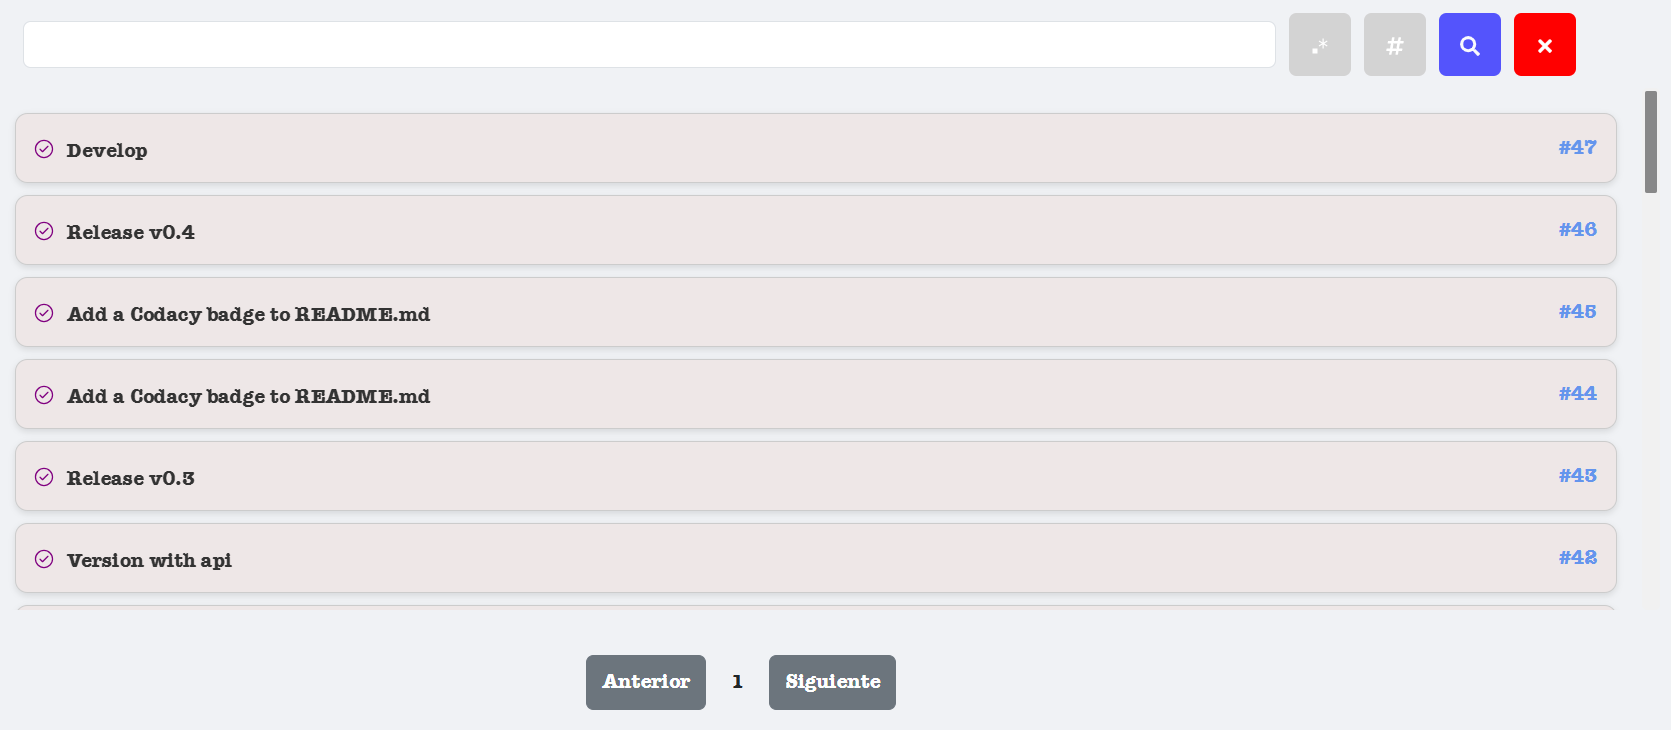 .* #
Develop #47
Release v0.4 #46
Add a Codacy badge to README.md #45
Add a Codacy badge to README.md #44
Release v0.3 #43
Version with api #42
Anterior 1 Siguiente